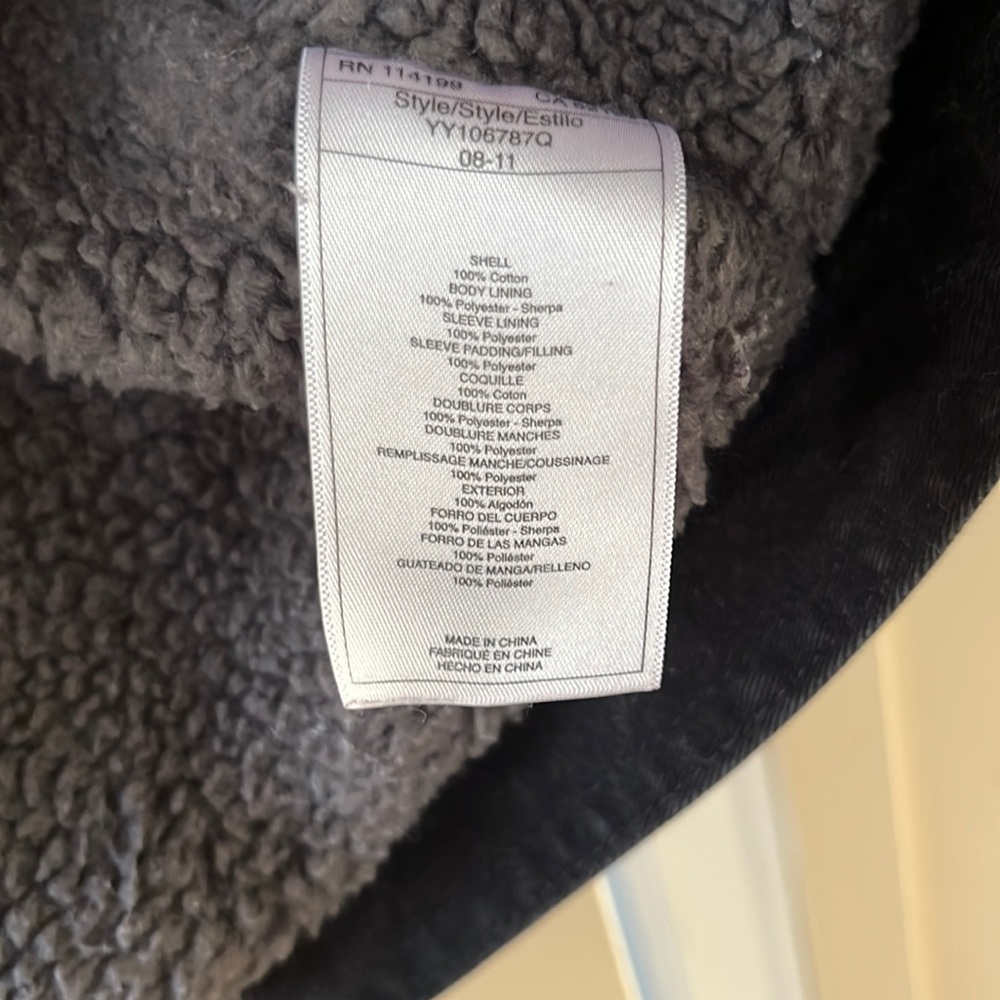 RN 114199 CA
Style/Style/Estilo
YY106787Q
08-11
SHELL
100% Cotton
BODY LINING
100% Polyester - Sherpa
SLEEVE LINING
100% Polyester
SLEEVE PADDING/FILLING
100% Polyester
COQUILLE
100% Coton
DOUBLURE CORPS
100% Polyester - Sherpa
DOUBLURE MANCHES
100% Polyester
REMPLISSAGE MANCHE/COUSSINAGE
100% Polyester
EXTERIOR
100% Algodón
FORRO DEL CUERPO
100% Poliéster - Sherpa
FORRO DE LAS MANGAS
100% Poliéster
GUATEADO DE MANGA/RELLENO
100% Poliéster
MADE IN CHINA
FABRIQUÉ EN CHINE
HECHO EN CHINA